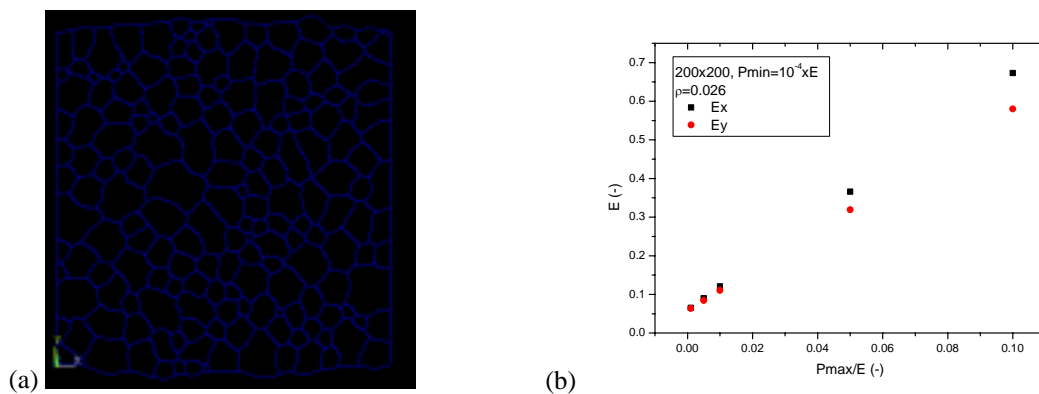 (a)
Y
X
(b)
0.7
0.6
0.5
0.4
0.3
0.2
0.1
0.0
E (-)
200x200, Pmin=10⁻⁴xE
ρ=0.026
Ex
Ey
0.00 0.02 0.04 0.06 0.08 0.10
Pmax/E (-)